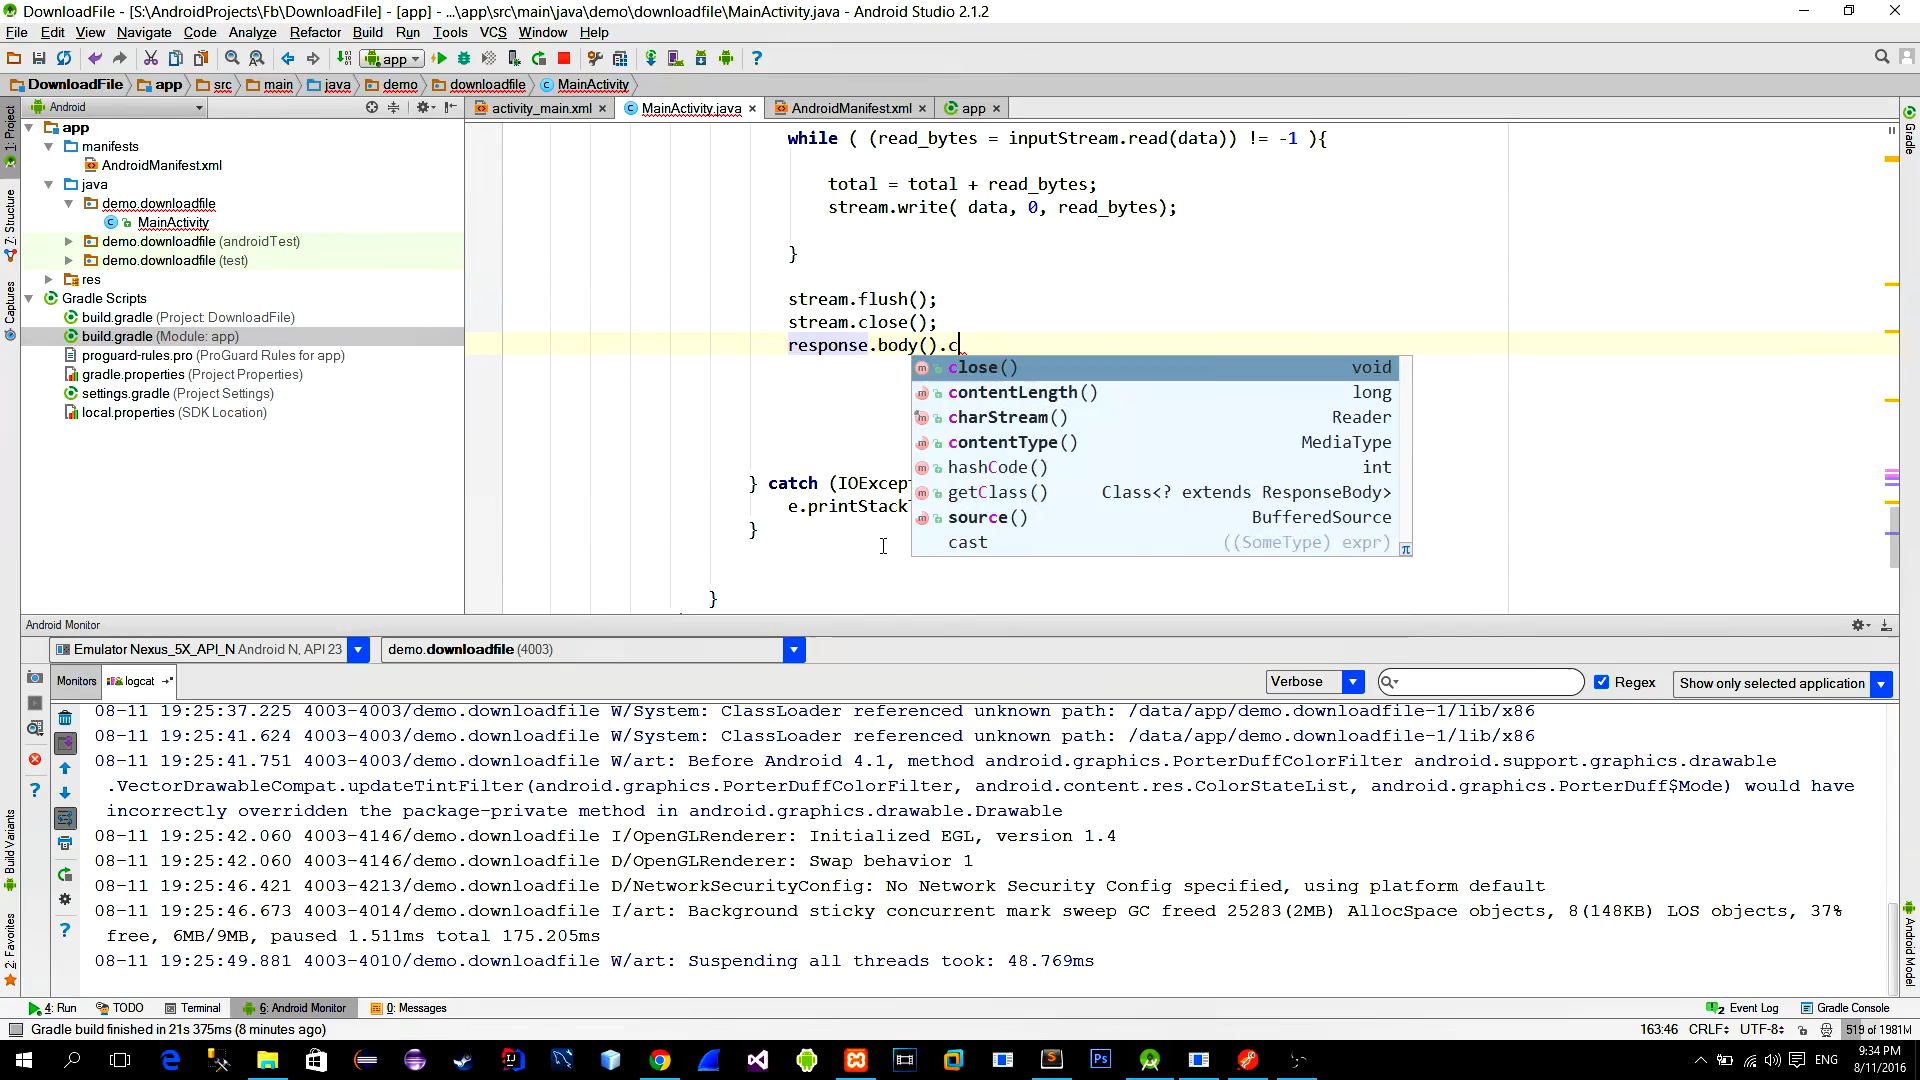 DownloadFile - [S:\AndroidProjects\Fb\DownloadFile] - [app] - ...\app\src\main\java\demo\downloadfile\MainActivity.java - Android Studio 2.1.2
File Edit View Navigate Code Analyze Refactor Build Run Tools VCS Window Help
app
DownloadFile app src main java demo downloadfile MainActivity
Android
activity_main.xml MainActivity.java AndroidManifest.xml app
1: Project
7: Structure
Captures
Build Variants
2: Favorites
Gradle
Android Model
app
manifests
AndroidManifest.xml
java
demo.downloadfile
MainActivity
demo.downloadfile (androidTest)
demo.downloadfile (test)
res
Gradle Scripts
build.gradle (Project: DownloadFile)
build.gradle (Module: app)
proguard-rules.pro (ProGuard Rules for app)
gradle.properties (Project Properties)
settings.gradle (Project Settings)
local.properties (SDK Location)
while ( (read_bytes = inputStream.read(data)) != -1 ){
total = total + read_bytes;
stream.write( data, 0, read_bytes);
}
stream.flush();
stream.close();
response.body().c
close() void
contentLength() long
charStream() Reader
contentType() MediaType
hashCode() int
getClass() Class<? extends ResponseBody>
source() BufferedSource
cast ((SomeType) expr)
π
} catch (IOExcep
e.printStack
}
}
Android Monitor
Emulator Nexus_5X_API_N Android N, API 23 demo.downloadfile (4003)
Monitors logcat Verbose Regex Show only selected application
08-11 19:25:37.225 4003-4003/demo.downloadfile W/System: ClassLoader referenced unknown path: /data/app/demo.downloadfile-1/lib/x86
08-11 19:25:41.624 4003-4003/demo.downloadfile W/System: ClassLoader referenced unknown path: /data/app/demo.downloadfile-1/lib/x86
08-11 19:25:41.751 4003-4003/demo.downloadfile W/art: Before Android 4.1, method android.graphics.PorterDuffColorFilter android.support.graphics.drawable
.VectorDrawableCompat.updateTintFilter(android.graphics.PorterDuffColorFilter, android.content.res.ColorStateList, android.graphics.PorterDuff$Mode) would have
incorrectly overridden the package-private method in android.graphics.drawable.Drawable
08-11 19:25:42.060 4003-4146/demo.downloadfile I/OpenGLRenderer: Initialized EGL, version 1.4
08-11 19:25:42.060 4003-4146/demo.downloadfile D/OpenGLRenderer: Swap behavior 1
08-11 19:25:46.421 4003-4213/demo.downloadfile D/NetworkSecurityConfig: No Network Security Config specified, using platform default
08-11 19:25:46.673 4003-4014/demo.downloadfile I/art: Background sticky concurrent mark sweep GC freed 25283(2MB) AllocSpace objects, 8(148KB) LOS objects, 37%
free, 6MB/9MB, paused 1.511ms total 175.205ms
08-11 19:25:49.881 4003-4010/demo.downloadfile W/art: Suspending all threads took: 48.769ms
4: Run TODO Terminal 6: Android Monitor 0: Messages 2 Event Log Gradle Console
Gradle build finished in 21s 375ms (8 minutes ago) 163:46 CRLF UTF-8 519 of 1981M
Ps ENG
9:34 PM
8/11/2016